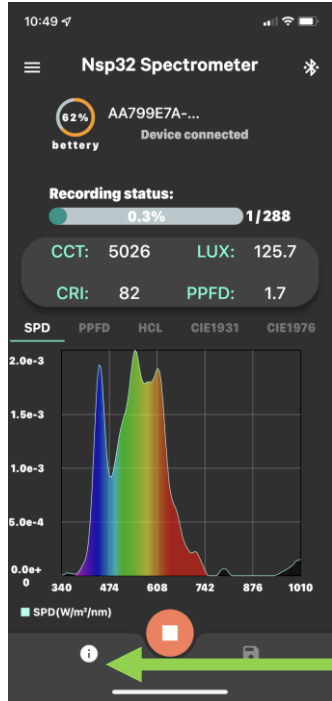 10:49
Nsp32 Spectrometer
62%
bettery
AA799E7A-...
Device connected
Recording status:
0.3%
1/288
CCT: 5026 LUX: 125.7
CRI: 82 PPFD: 1.7
SPD PPFD HCL CIE1931 CIE1976
2.0e-3
1.5e-3
1.0e-3
5.0e-4
0.0e+
0
340 474 608 742 876 1010
SPD(W/m²/nm)